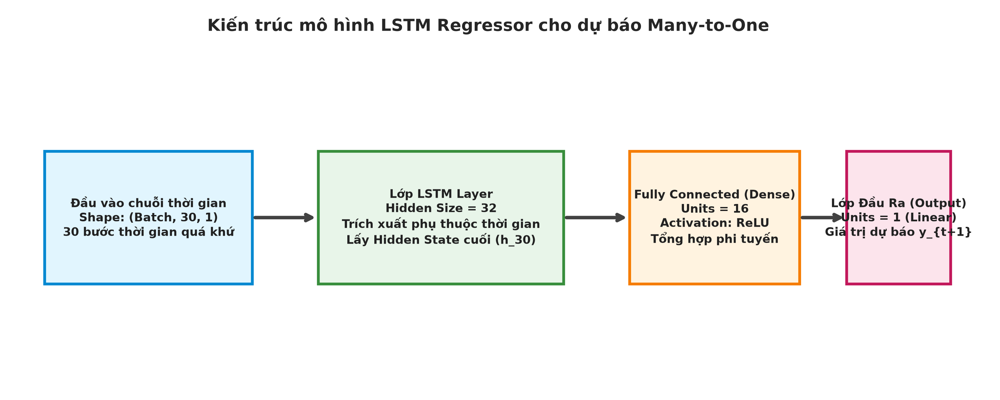 Kiến trúc mô hình LSTM Regressor cho dự báo Many-to-One
Đầu vào chuỗi thời gian
Shape: (Batch, 30, 1)
30 bước thời gian quá khứ
Lớp LSTM Layer
Hidden Size = 32
Trích xuất phụ thuộc thời gian
Lấy Hidden State cuối (h_30)
Fully Connected (Dense)
Units = 16
Activation: ReLU
Tổng hợp phi tuyến
Lớp Đầu Ra (Output)
Units = 1 (Linear)
Giá trị dự báo y_{t+1}